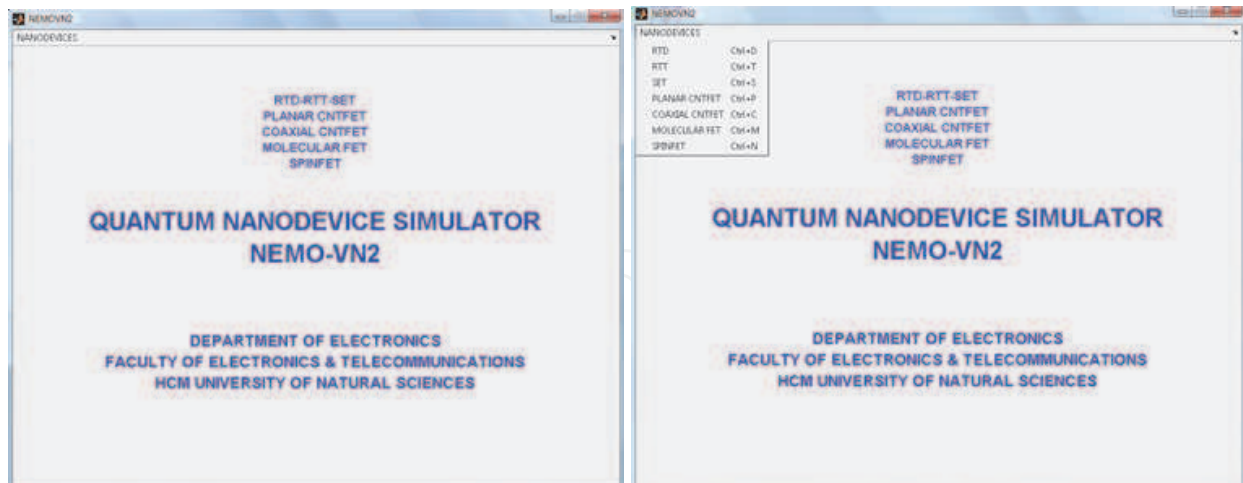 NEMOVN2
NANODEVICES
RTD-RTT-SET
PLANAR CNTFET
COAXIAL CNTFET
MOLECULAR FET
SPINFET
QUANTUM NANODEVICE SIMULATOR
NEMO-VN2
DEPARTMENT OF ELECTRONICS
FACULTY OF ELECTRONICS & TELECOMMUNICATIONS
HCM UNIVERSITY OF NATURAL SCIENCES
NEMOVN2
NANODEVICES
RTD Ctrl+D
RTT Ctrl+T
SET Ctrl+S
PLANAR CNTFET Ctrl+P
COAXIAL CNTFET Ctrl+C
MOLECULAR FET Ctrl+M
SPINFET Ctrl+N
RTD-RTT-SET
PLANAR CNTFET
COAXIAL CNTFET
MOLECULAR FET
SPINFET
QUANTUM NANODEVICE SIMULATOR
NEMO-VN2
DEPARTMENT OF ELECTRONICS
FACULTY OF ELECTRONICS & TELECOMMUNICATIONS
HCM UNIVERSITY OF NATURAL SCIENCES